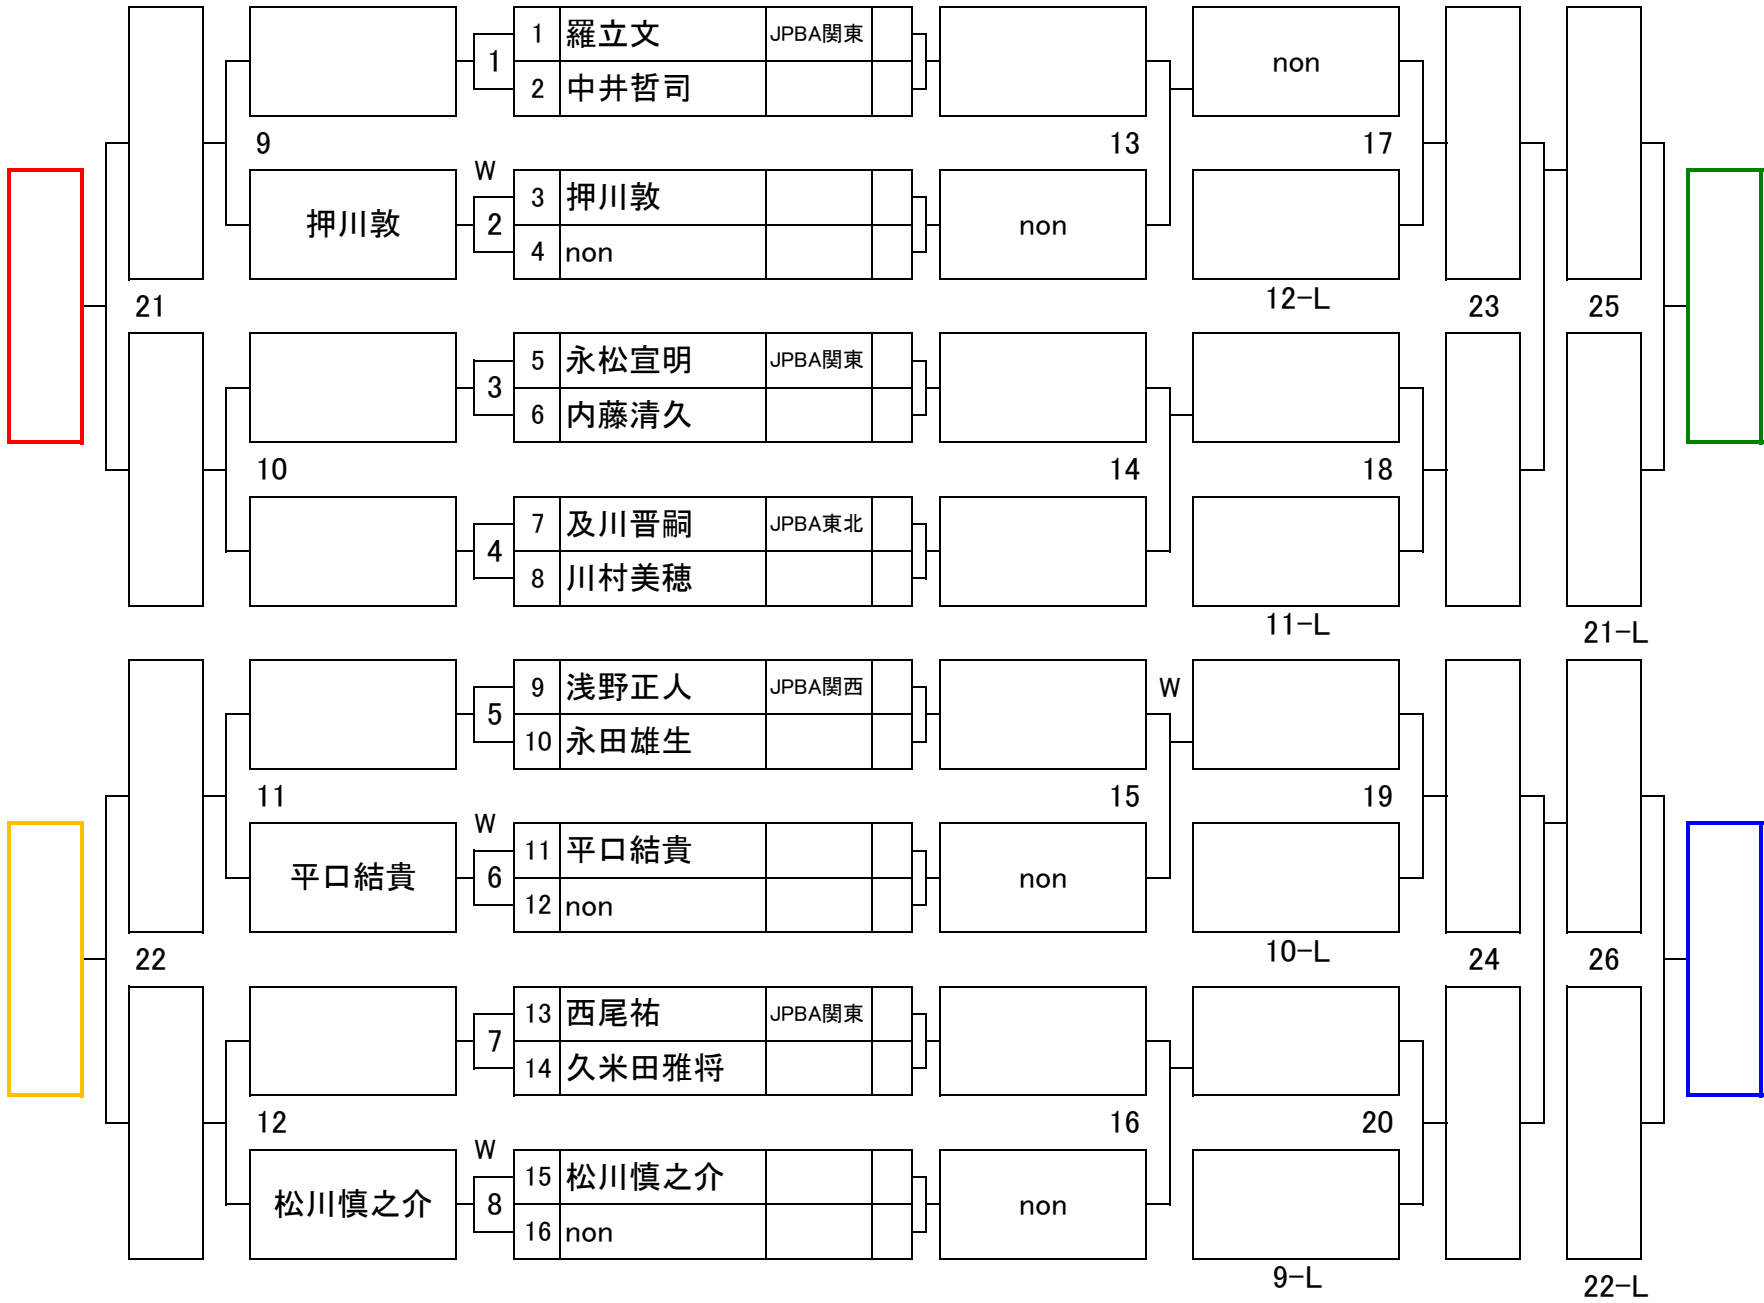 1 羅立文 JPBA関東 non
1
2 中井哲司
9 13 17
W
3 押川敦
押川敦 2 non
4 non
12-L
21 23 25
5 永松宣明 JPBA関東
3
6 内藤清久
10 14 18
7 及川晋嗣 JPBA東北
4
8 川村美穂
11-L
21-L
9 浅野正人 JPBA関西 W
5
10 永田雄生
11 15 19
W
11 平口結貴
平口結貴 6 non
12 non
10-L
22 24 26
13 西尾祐 JPBA関東
7
14 久米田雅将
12 16 20
W
15 松川慎之介
松川慎之介 8 non
16 non
9-L
22-L